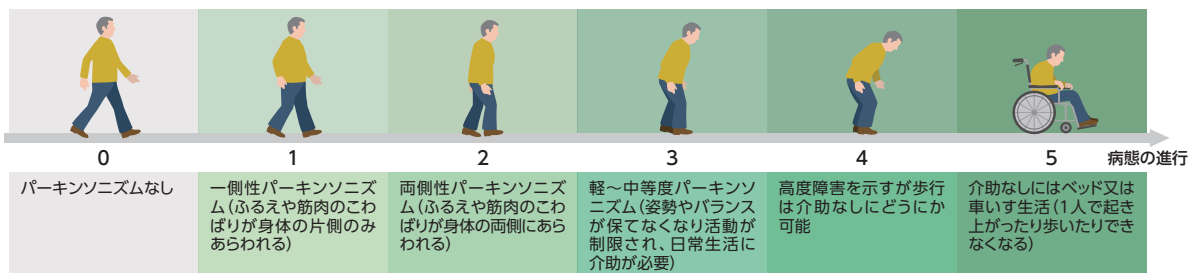 0
1
2
3
4
5
病態の進行
パーキンソニズムなし
一側性パーキンソニズ
ム（ふるえや筋肉のこわ
ばりが身体の片側のみ
あらわれる）
両側性パーキンソニズ
ム（ふるえや筋肉のこわ
ばりが身体の両側にあら
われる）
軽〜中等度パーキンソ
ニズム（姿勢やバランス
が保てなくなり活動が
制限され、日常生活に
介助が必要）
高度障害を示すが歩行
は介助なしにどうにか
可能
介助なしにはベッド又は
車いす生活（1人で起き
上がったり歩いたりでき
なくなる）